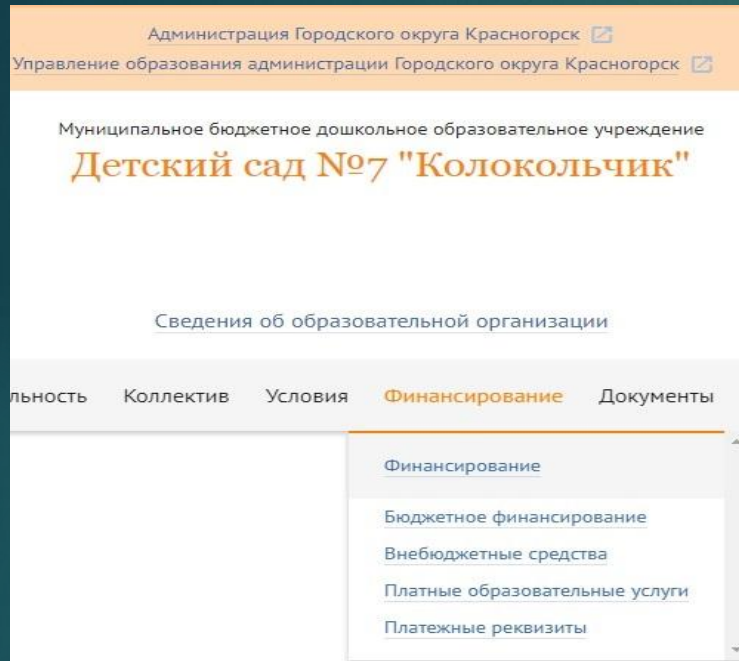 Администрация Городского округа Красногорск
Управление образования администрации Городского округа Красногорск
Муниципальное бюджетное дошкольное образовательное учреждение
Детский сад №7 "Колокольчик"
Сведения об образовательной организации
льность Коллектив Условия Финансирование Документы
Финансирование
Бюджетное финансирование
Внебюджетные средства
Платные образовательные услуги
Платежные реквизиты